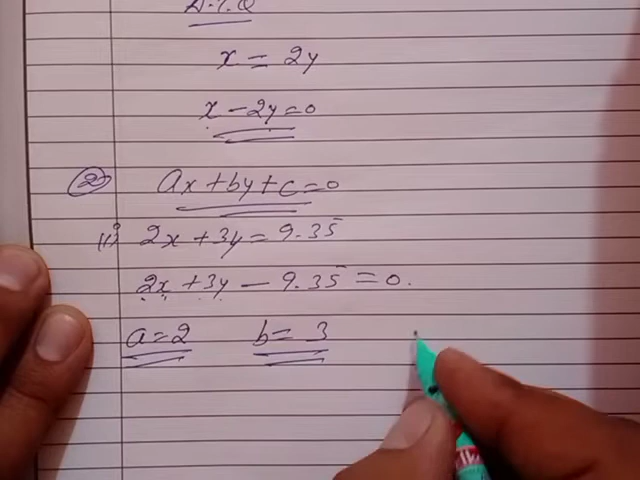 x = 2y
x - 2y = 0
② ax + by + c = 0
(i) 2x + 3y = 9.35
2x + 3y - 9.35 = 0.
a = 2 b = 3